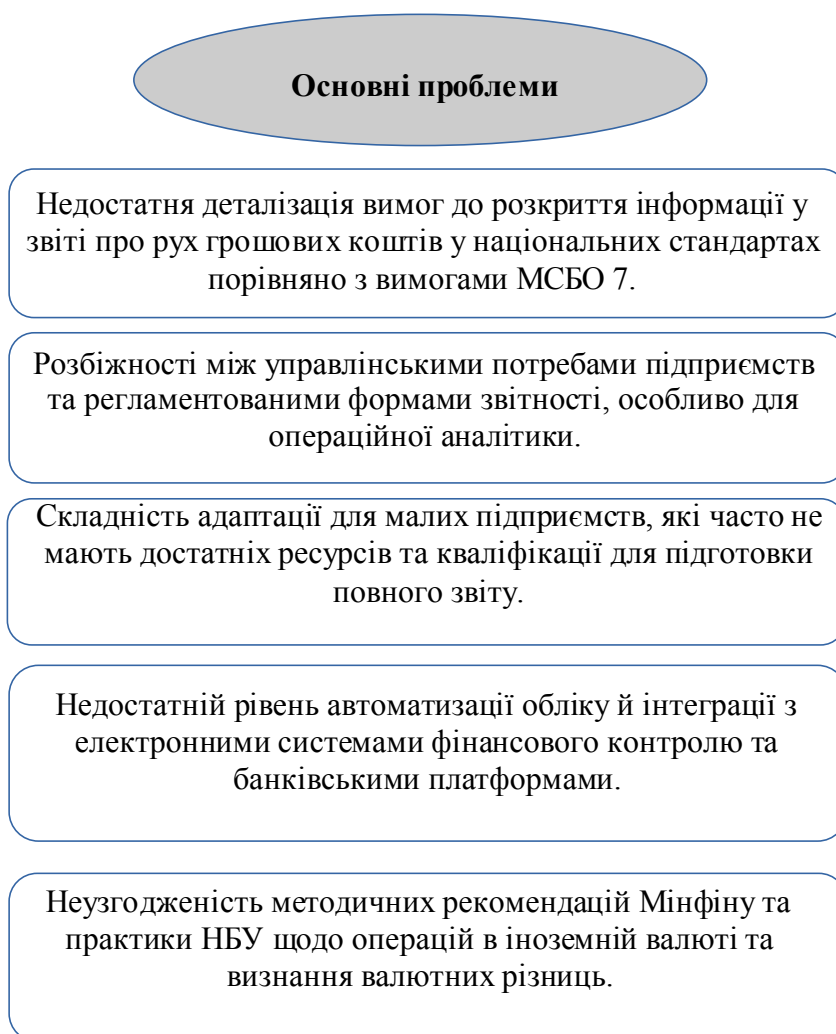 Основні проблеми
Недостатня деталізація вимог до розкриття інформації у
звіті про рух грошових коштів у національних стандартах
порівняно з вимогами МСБО 7.
Розбіжності між управлінськими потребами підприємств
та регламентованими формами звітності, особливо для
операційної аналітики.
Складність адаптації для малих підприємств, які часто не
мають достатніх ресурсів та кваліфікації для підготовки
повного звіту.
Недостатній рівень автоматизації обліку й інтеграції з
електронними системами фінансового контролю та
банківськими платформами.
Неузгодженість методичних рекомендацій Мінфіну та
практики НБУ щодо операцій в іноземній валюті та
визнання валютних різниць.